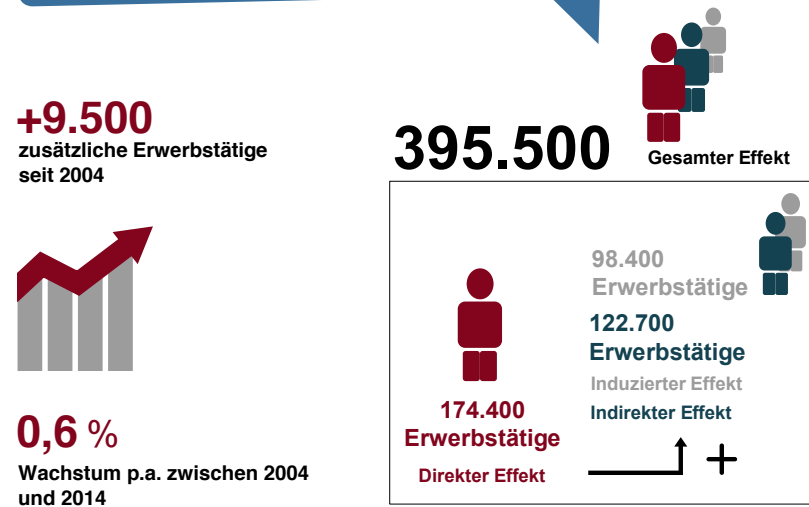 +9.500
zusätzliche Erwerbstätige
seit 2004
0,6 %
Wachstum p.a. zwischen 2004
und 2014
395.500
Gesamter Effekt
174.400
Erwerbstätige
Direkter Effekt
98.400
Erwerbstätige
122.700
Erwerbstätige
Induzierter Effekt
Indirekter Effekt
+